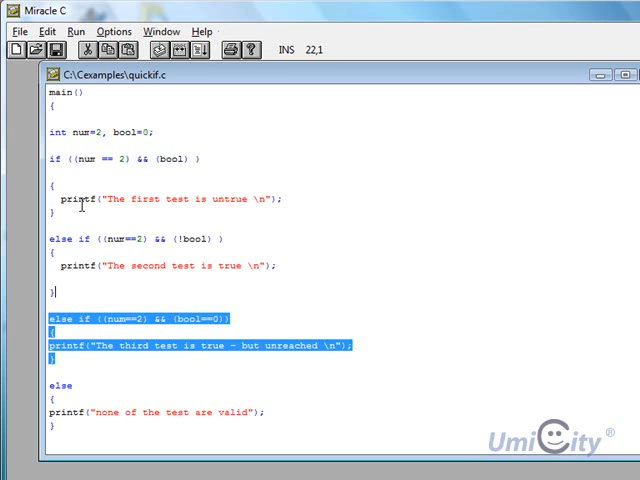 Miracle C
File Edit Run Options Window Help
INS 22,1
C:\Cexamples\quickif.c
main()
{
int num=2, bool=0;
if ((num == 2) && (bool) )
{
printf("The first test is untrue \n");
}
else if ((num==2) && (!bool) )
{
printf("The second test is true \n");
}
else if ((num==2) && (bool==0))
{
printf("The third test is true - but unreached \n");
}
else
{
printf("none of the test are valid");
}
UmiCity ®